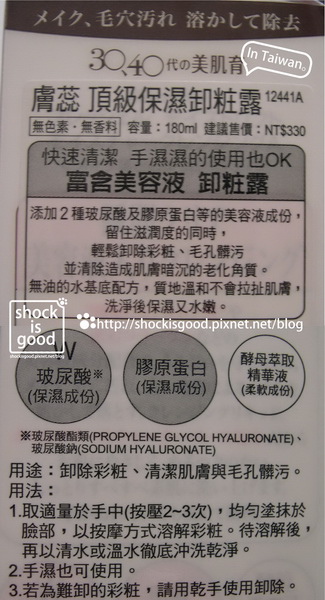 メイク、毛穴汚れ 溶かして除去
In Taiwan。
30、40代の美肌育
膚蕊 頂級保濕卸粧露 12441A
無色素・無香料 容量：180ml 建議售價：NT$330
快速清潔 手濕濕的使用也OK
富含美容液 卸粧露
添加2種玻尿酸及膠原蛋白等的美容液成份，
留住滋潤度的同時，
輕鬆卸除彩粧、毛孔髒污
並清除造成肌膚暗沉的老化角質。
無油的水基底配方，質地溫和不會拉扯肌膚，
洗淨後保濕又水嫩。
shock
is
good
shockisgood.pixnet.net/blog
http://shockisgood.pixnet.net/blog
W
玻尿酸※
(保濕成份)
膠原蛋白
(保濕成份)
酵母萃取
精華液
(柔軟成份)
※玻尿酸酯類(PROPYLENE GLYCOL HYALURONATE)、
玻尿酸鈉(SODIUM HYALURONATE)
用途：卸除彩粧、清潔肌膚與毛孔髒污。
用法：
1.取適量於手中(按壓2~3次)，均勻塗抹於
臉部，以按摩方式溶解彩粧。待溶解後，
再以清水或溫水徹底沖洗乾淨。
2.手濕也可使用。
3.若為難卸的彩粧，請用乾手使用卸除。